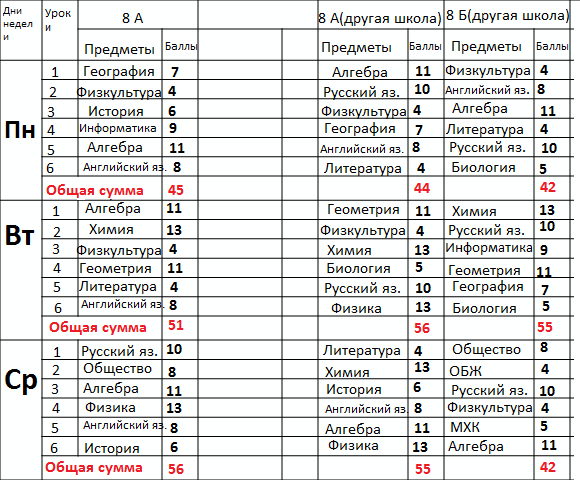 Дни недел и Урок и 8 А 8 А(другая школа) 8 Б(другая школа)
Предметы Баллы Предметы Баллы Предметы Баллы
Пн
1 География 7 Алгебра 11 Физкультура 4
2 Физкультура 4 Русский яз. 10 Английский яз. 8
3 История 6 Физкультура 4 Алгебра 11
4 Информатика 9 География 7 Литература 4
5 Алгебра 11 Английский яз. 8 Русский яз. 10
6 Английский яз. 8 Литература 4 Биология 5
Общая сумма 45 44 42
Вт
1 Алгебра 11 Геометрия 11 Химия 13
2 Химия 13 Физкультура 4 Русский яз. 10
3 Физкультура 4 Химия 13 Информатика 9
4 Геометрия 11 Биология 5 Геометрия 11
5 Литература 4 Русский яз. 10 География 7
6 Английский яз. 8 Физика 13 Биология 5
Общая сумма 51 56 55
Ср
1 Русский яз. 10 Литература 4 Общество 8
2 Общество 8 Химия 13 ОБЖ 4
3 Алгебра 11 История 6 Русский яз. 10
4 Физика 13 Английский яз. 8 Физкультура 4
5 Английский яз. 8 Алгебра 11 МХК 5
6 История 6 Физика 13 Алгебра 11
Общая сумма 56 55 42